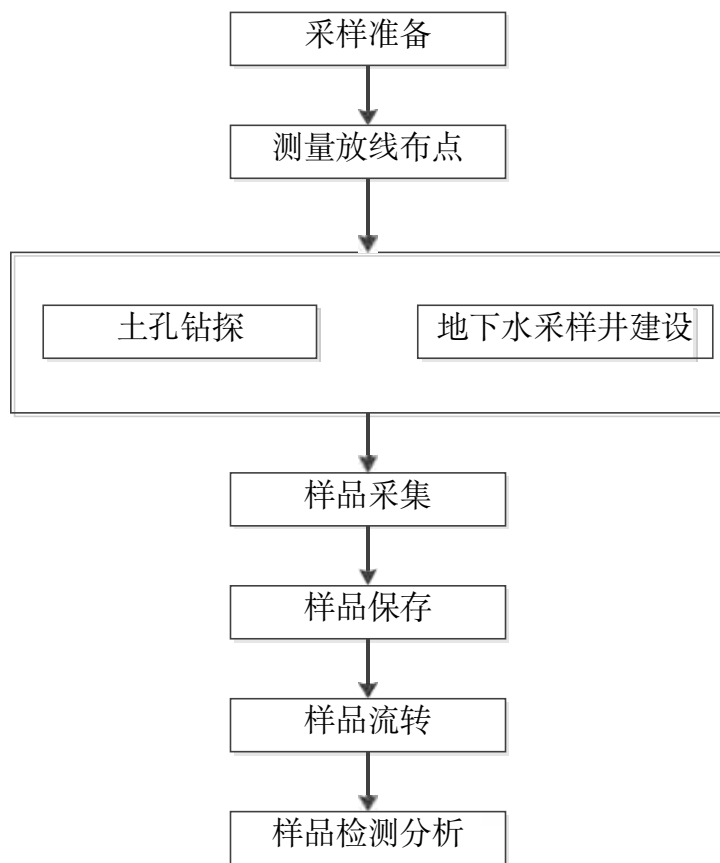 采样准备
测量放线布点
土孔钻探
地下水采样井建设
样品采集
样品保存
样品流转
样品检测分析